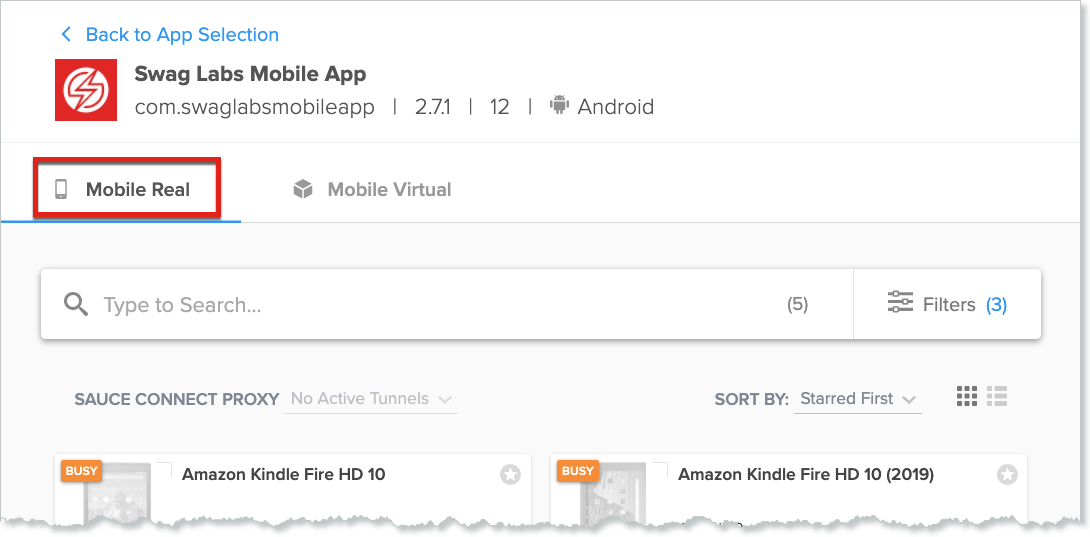 Back to App Selection
Swag Labs Mobile App
com.swaglabsmobileapp | 2.7.1 | 12 | Android
Mobile Real
Mobile Virtual
Type to Search...
(5)
Filters (3)
SAUCE CONNECT PROXY No Active Tunnels
SORT BY: Starred First
BUSY
Amazon Kindle Fire HD 10
BUSY
Amazon Kindle Fire HD 10 (2019)